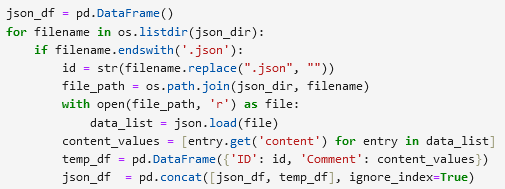 json_df = pd.DataFrame()
for filename in os.listdir(json_dir):
    if filename.endswith('.json'):
        id = str(filename.replace(".json", ""))
        file_path = os.path.join(json_dir, filename)
        with open(file_path, 'r') as file:
            data_list = json.load(file)
        content_values = [entry.get('content') for entry in data_list]
        temp_df = pd.DataFrame({'ID': id, 'Comment': content_values})
        json_df  = pd.concat([json_df, temp_df], ignore_index=True)